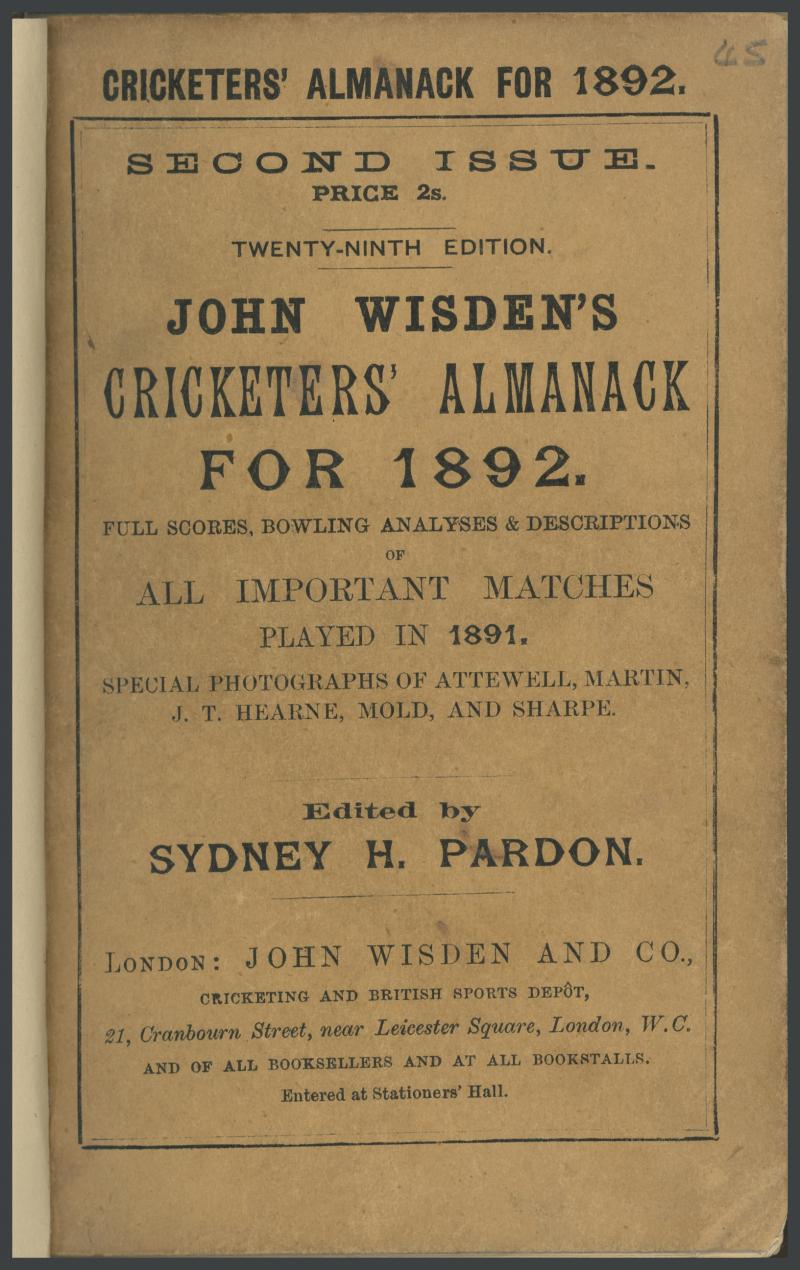 45
CRICKETERS' ALMANACK FOR 1892.
SECOND ISSUE.
PRICE 2s.
TWENTY-NINTH EDITION.
JOHN WISDEN'S
CRICKETERS' ALMANACK
FOR 1892.
FULL SCORES, BOWLING ANALYSES & DESCRIPTIONS
OF
ALL IMPORTANT MATCHES
PLAYED IN 1891.
SPECIAL PHOTOGRAPHS OF ATTEWELL, MARTIN,
J. T. HEARNE, MOLD, AND SHARPE.
Edited by
SYDNEY H. PARDON.
LONDON: JOHN WISDEN AND CO.,
CRICKETING AND BRITISH SPORTS DEPÔT,
21, Cranbourn Street, near Leicester Square, London, W.C.
AND OF ALL BOOKSELLERS AND AT ALL BOOKSTALLS.
Entered at Stationers' Hall.